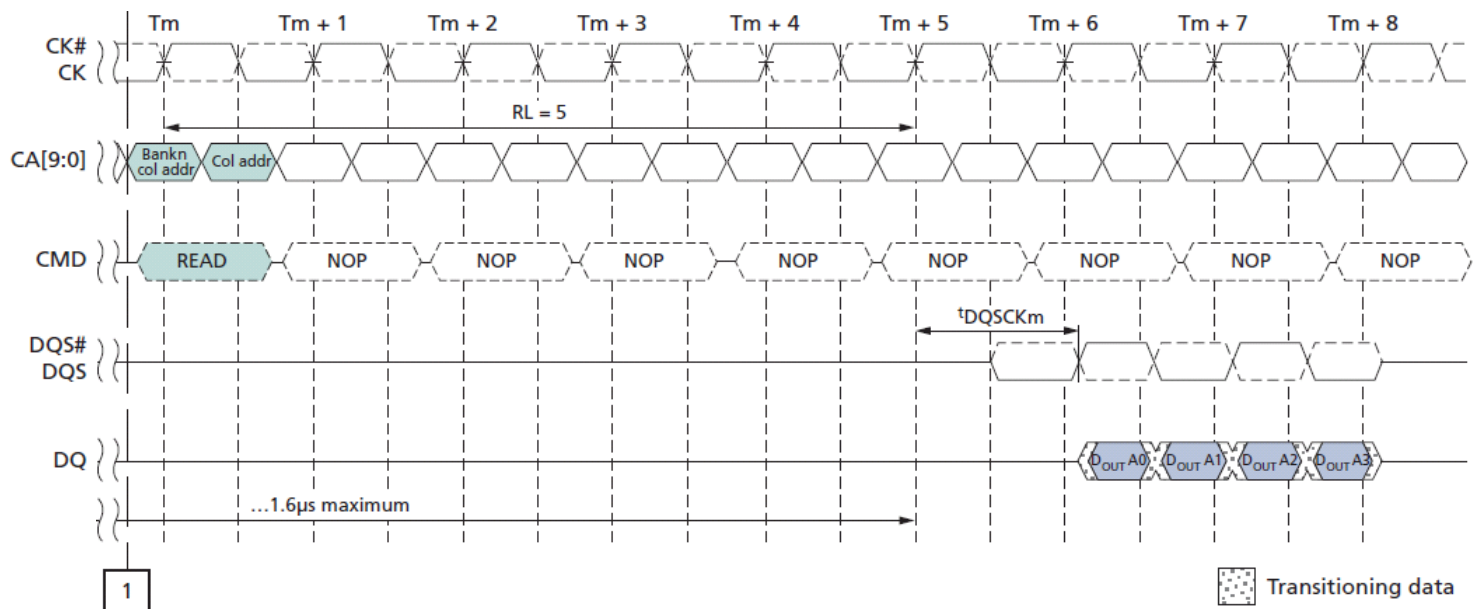 Tm Tm + 1 Tm + 2 Tm + 3 Tm + 4 Tm + 5 Tm + 6 Tm + 7 Tm + 8
CK#
CK
RL = 5
CA[9:0]
Bankn
col addr
Col addr
CMD
READ NOP NOP NOP NOP NOP NOP NOP NOP
tDQSCKm
DQS#
DQS
DQ
DOUT A0 DOUT A1 DOUT A2 DOUT A3
...1.6µs maximum
1
Transitioning data